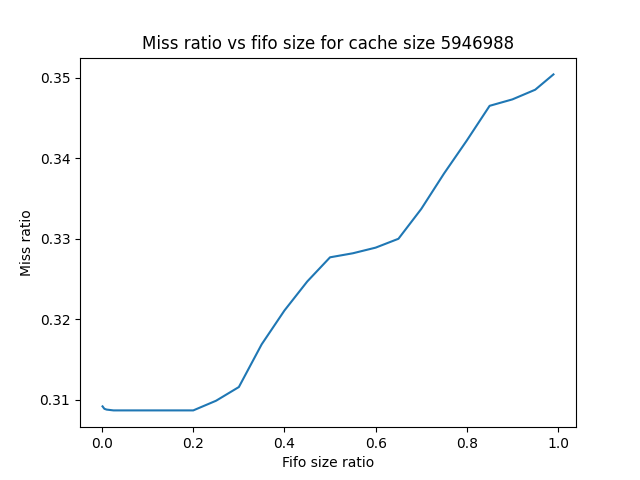 Miss ratio vs fifo size for cache size 5946988
0.35
0.34
0.33
0.32
0.31
Miss ratio
0.0 0.2 0.4 0.6 0.8 1.0
Fifo size ratio